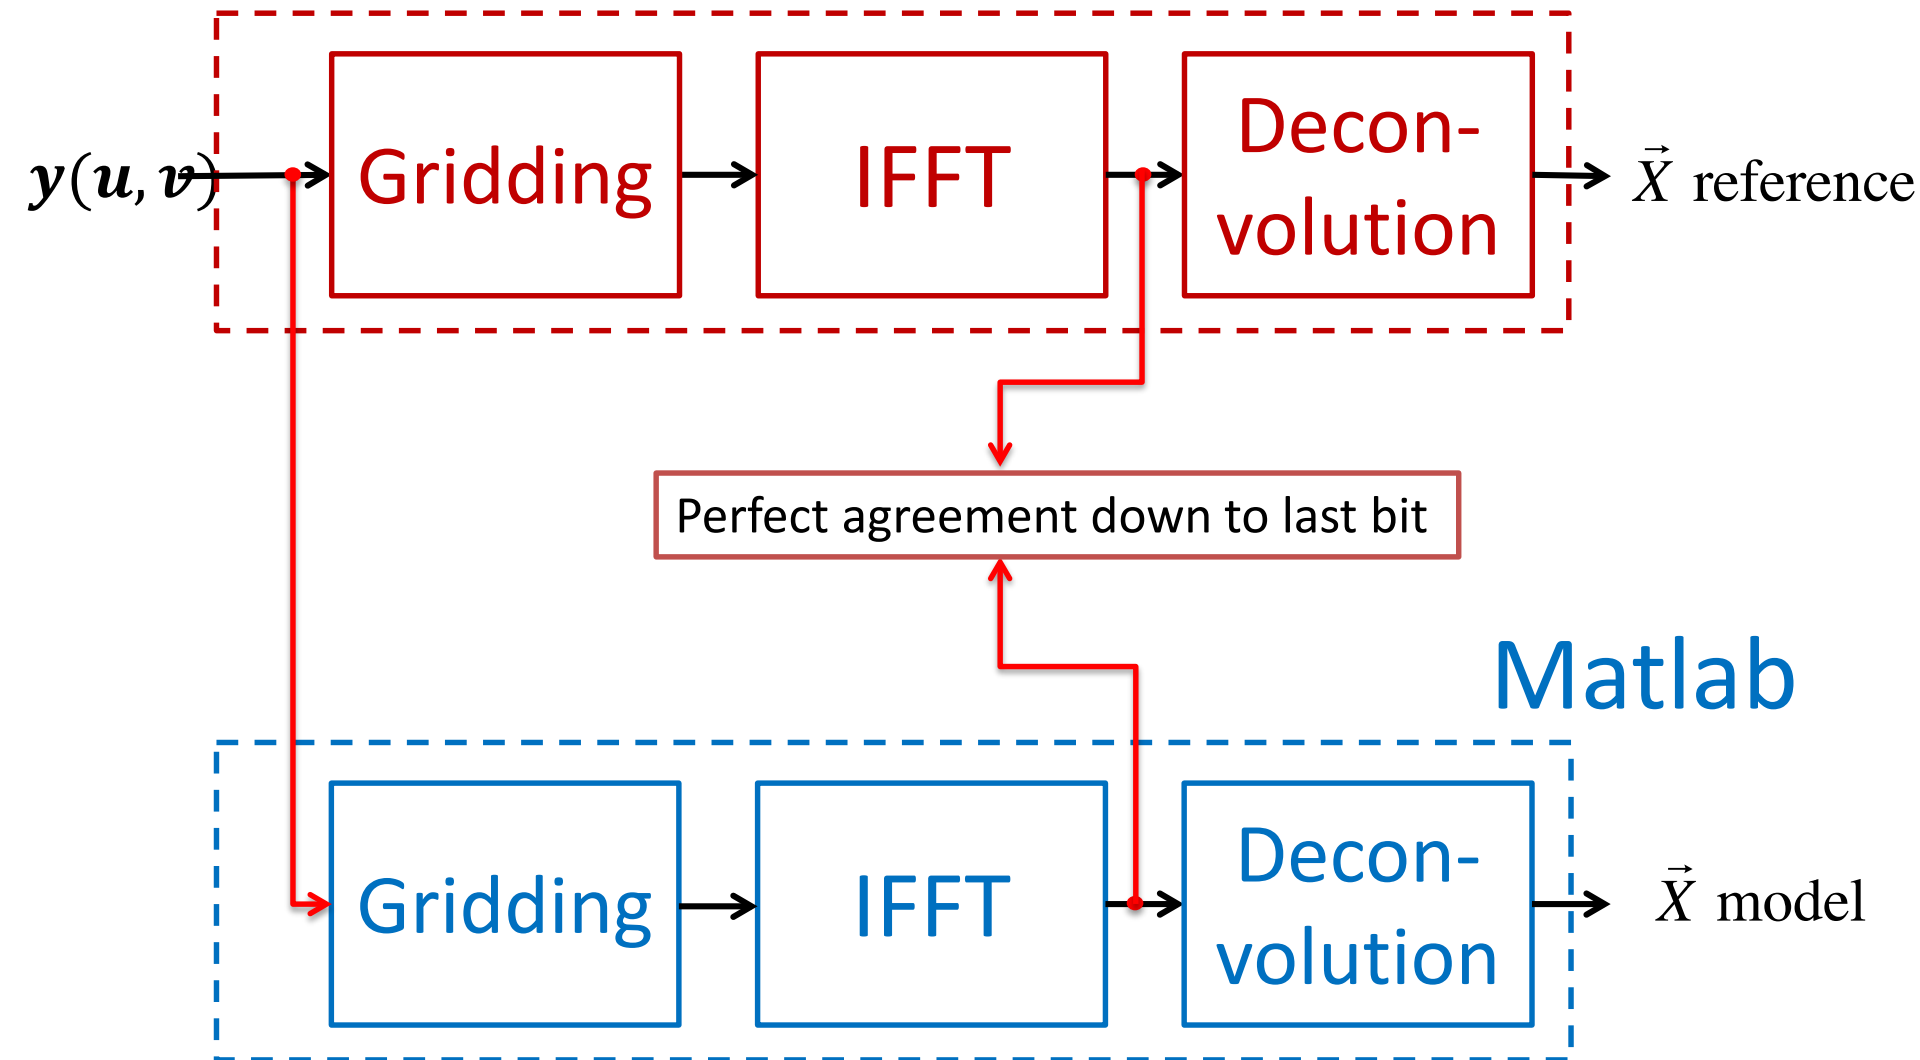 y(u, v)
Gridding
IFFT
Decon-
volution
X⃗ reference
Perfect agreement down to last bit
Matlab
Gridding
IFFT
Decon-
volution
X⃗ model